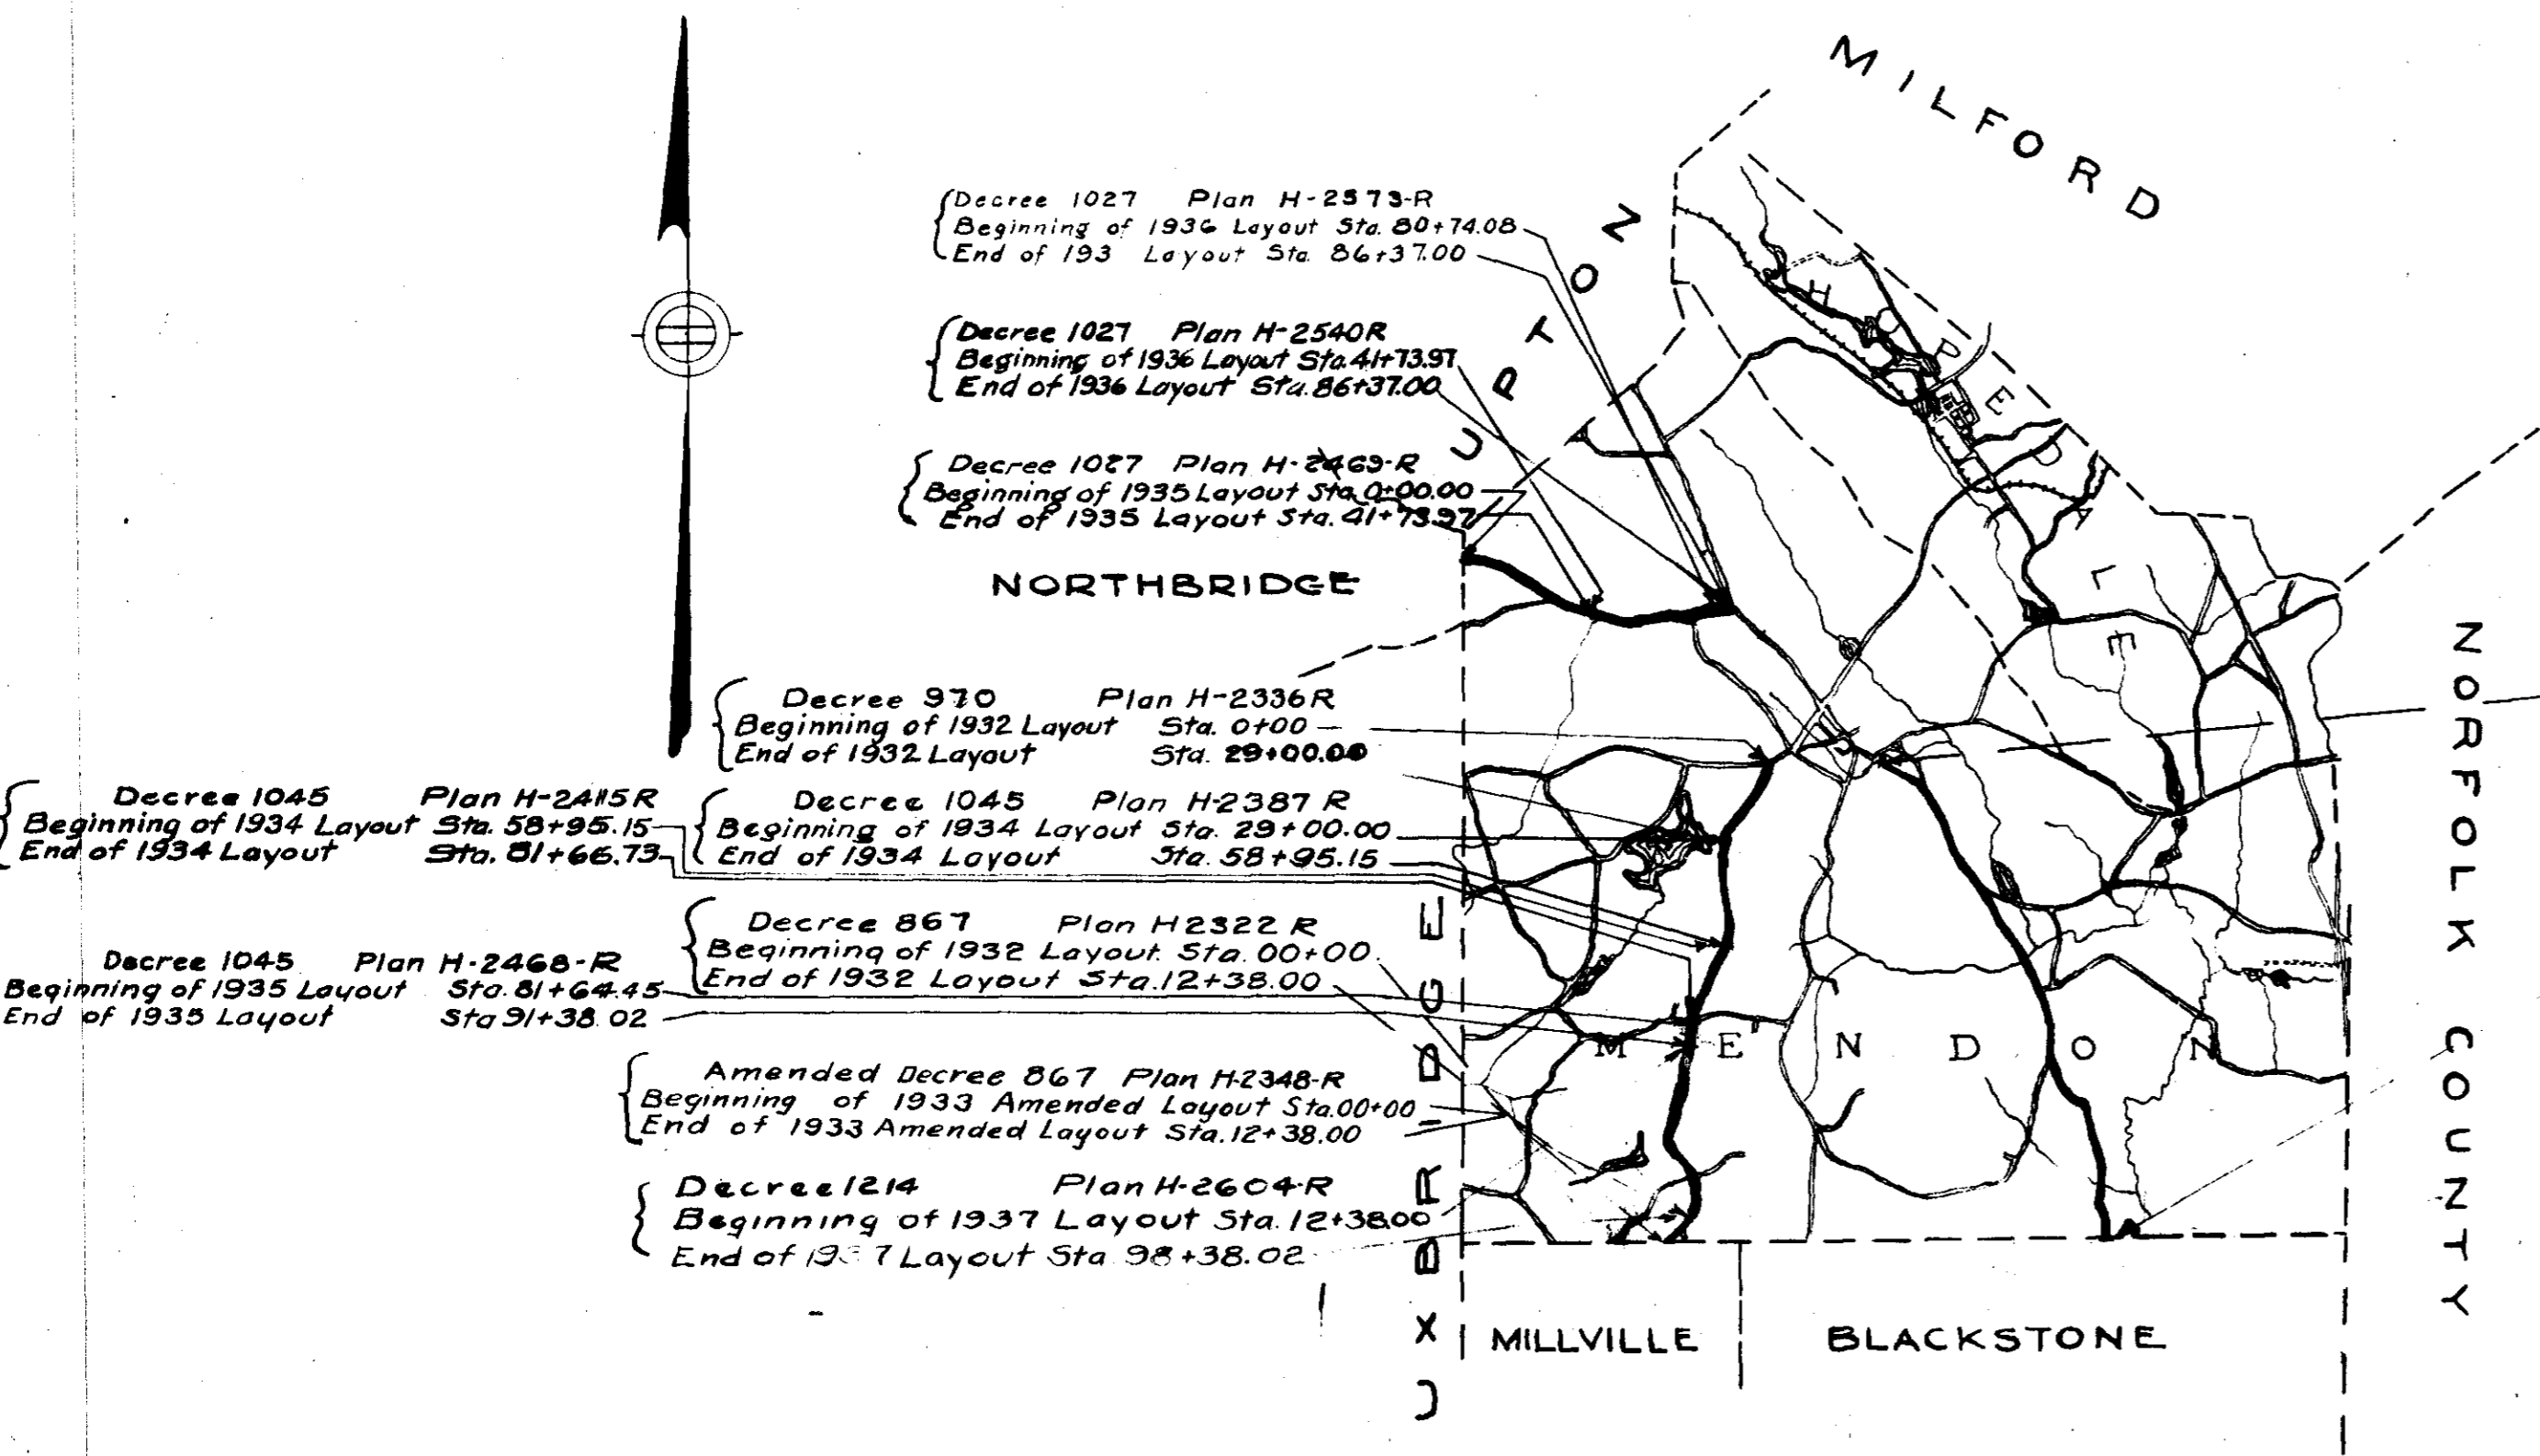 MILFORD
Decree 1027 Plan H-2573-R
Beginning of 1936 Layout Sta. 80+74.08
End of 193 Layout Sta. 86+37.00
UPTON
HOPEDALE
Decree 1027 Plan H-2540R
Beginning of 1936 Layout Sta. 41+73.97
End of 1936 Layout Sta. 86+37.00
Decree 1027 Plan H-2469-R
Beginning of 1935 Layout Sta 0+00.00
End of 1935 Layout Sta. 41+73.97
NORTHBRIDGE
Decree 970 Plan H-2336R
Beginning of 1932 Layout Sta. 0+00
End of 1932 Layout Sta. 29+00.00
Decree 1045 Plan H-2415R
Beginning of 1934 Layout Sta. 58+95.15
End of 1934 Layout Sta. 81+66.73
Decree 1045 Plan H-2387 R
Beginning of 1934 Layout Sta. 29+00.00
End of 1934 Layout Sta. 58+95.15
Decree 867 Plan H2322 R
Beginning of 1932 Layout Sta. 00+00
End of 1932 Layout Sta. 12+38.00
Decree 1045 Plan H-2468-R
Beginning of 1935 Layout Sta. 81+64.45
End of 1935 Layout Sta 91+38.02
Amended Decree 867 Plan H-2348-R
Beginning of 1933 Amended Layout Sta.00+00
End of 1933 Amended Layout Sta. 12+38.00
Decree 1214 Plan H-2604-R
Beginning of 1937 Layout Sta. 12+38.00
End of 1937 Layout Sta 98+38.02
MENDON
NORFOLK COUNTY
UXBRIDGE
MILLVILLE
BLACKSTONE